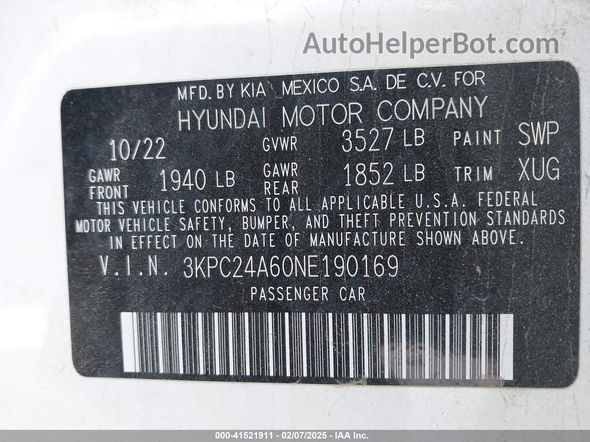 AutoHelperBot.com
MFD. BY KIA MEXICO S.A. DE C.V. FOR
HYUNDAI MOTOR COMPANY
10/22 GVWR 3527 LB PAINT SWP
GAWR FRONT 1940 LB GAWR REAR 1852 LB TRIM XUG
THIS VEHICLE CONFORMS TO ALL APPLICABLE U.S.A. FEDERAL
MOTOR VEHICLE SAFETY, BUMPER, AND THEFT PREVENTION STANDARDS
IN EFFECT ON THE DATE OF MANUFACTURE SHOWN ABOVE.
V.I.N. 3KPC24A60NE190169
PASSENGER CAR
000-41521911 - 02/07/2025 - IAA Inc.